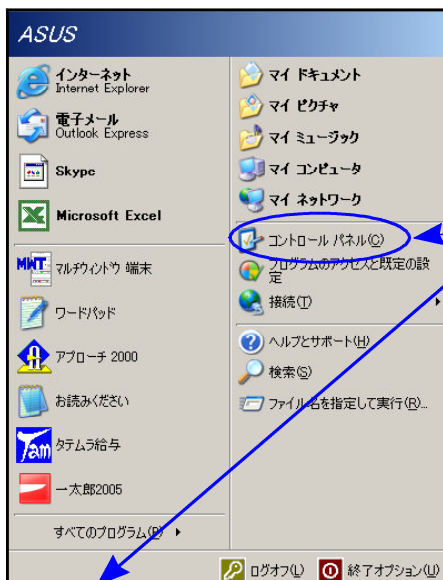 ASUS
インターネット
Internet Explorer
電子メール
Outlook Express
Skype
Microsoft Excel
MWT
マルチウィントウ 端末
ワードパッド
アプローチ 2000
お読みください
Tam
タテムラ給与
一太郎2005
すべてのプログラム(P)
マイ ドキュメント
マイ ピクチャ
マイ ミュージック
マイ コンピュータ
マイ ネットワーク
コントロール パネル(C)
プログラムのアクセスと既定の設
定
接続(T)
ヘルプとサポート(H)
検索(S)
ファイル名を指定して実行(R)...
ログオフ(L)
終了オプション(U)